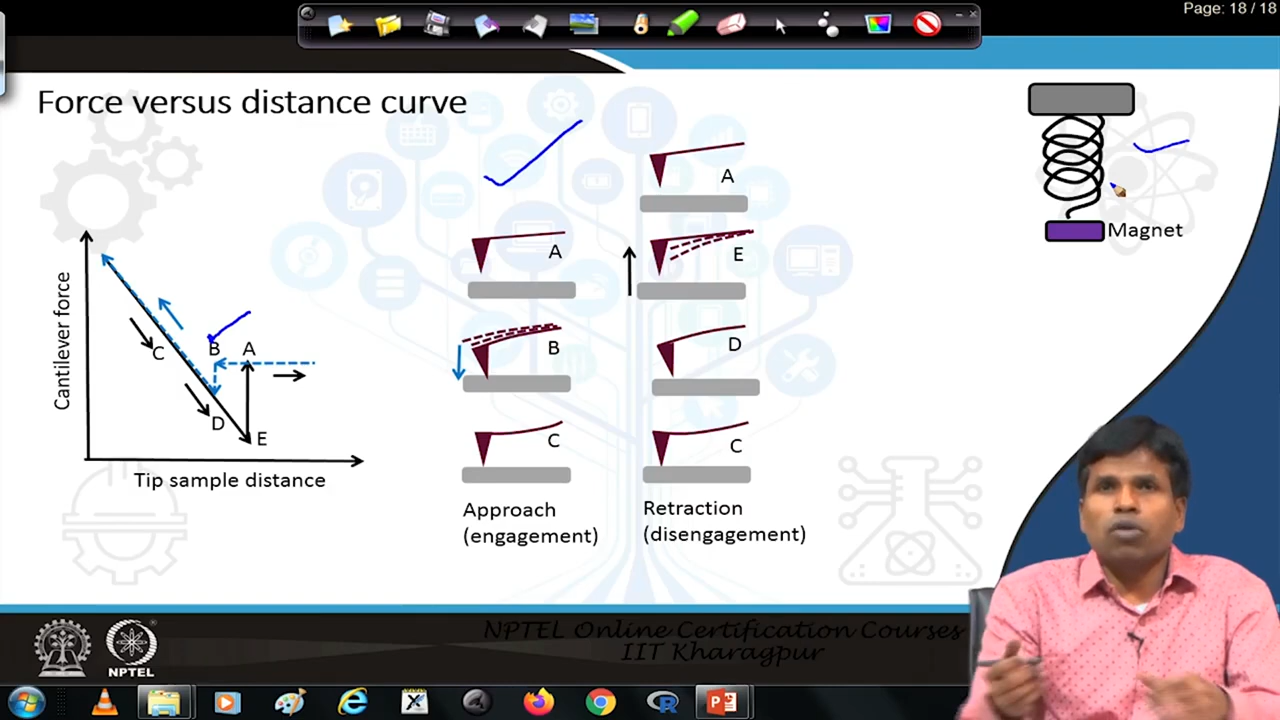 Page: 18 / 18
Force versus distance curve
Magnet
A
A
E
B
D
C
C
Approach
(engagement)
Retraction
(disengagement)
Cantilever force
B
A
C
D
E
Tip sample distance
NPTEL
NPTEL Online Certification Courses
IIT Kharagpur